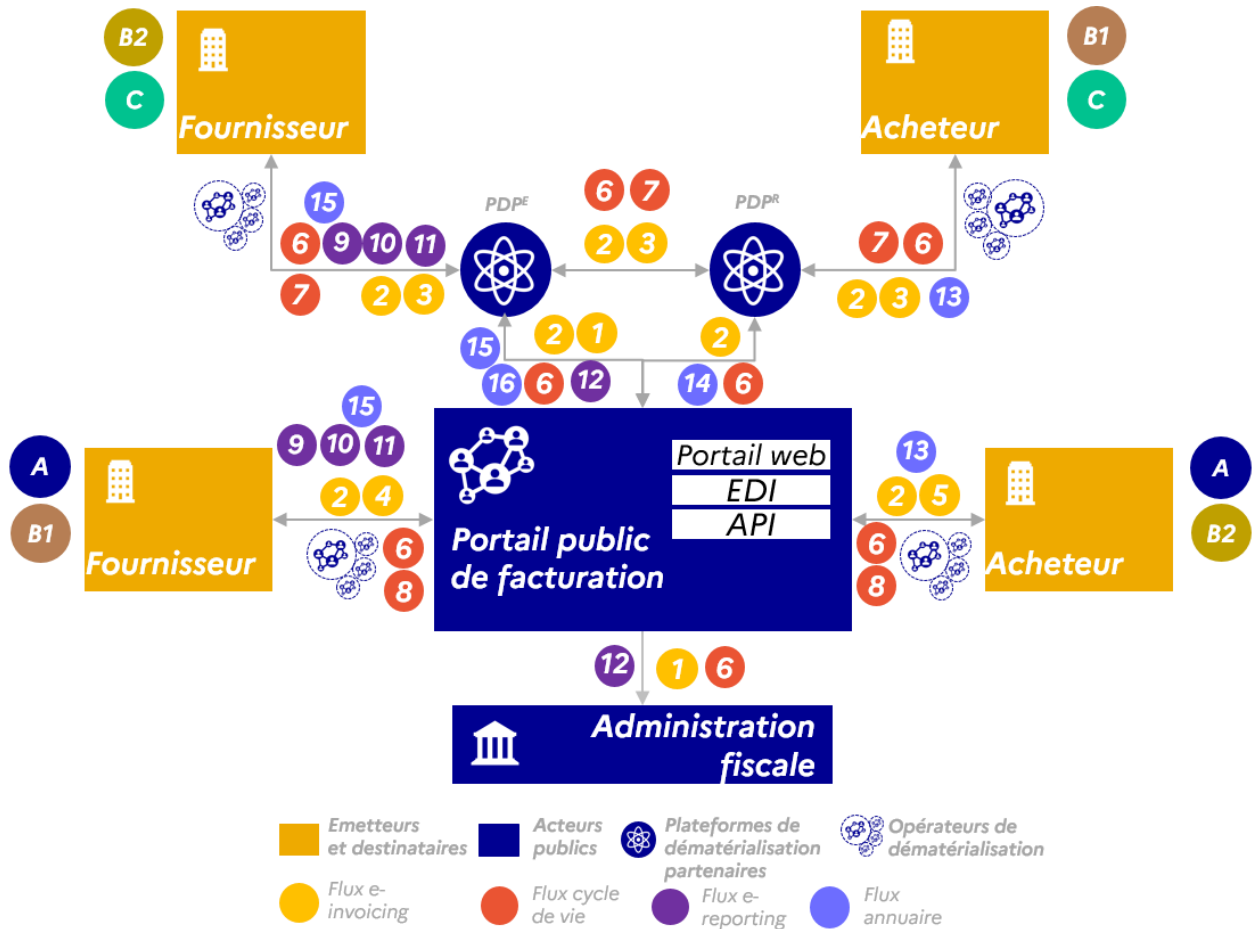 B2
C
Fournisseur
B1
C
Acheteur
15
6 9 10 11
7
2 3
PDPᴱ
6 7
2 3
PDPᴿ
7 6
2 3 13
15
2 1
16 6 12
2
14 6
15
9 10 11
2 4
6
8
A
B1
Fournisseur
Portail public
de facturation
Portail web
EDI
API
13
2 5
6
8
Acheteur
A
B2
12 1 6
Administration
fiscale
Emetteurs
et destinataires
Acteurs
publics
Plateformes de
dématérialisation
partenaires
Opérateurs de
dématérialisation
Flux e-
invoicing
Flux cycle
de vie
Flux e-
reporting
Flux
annuaire